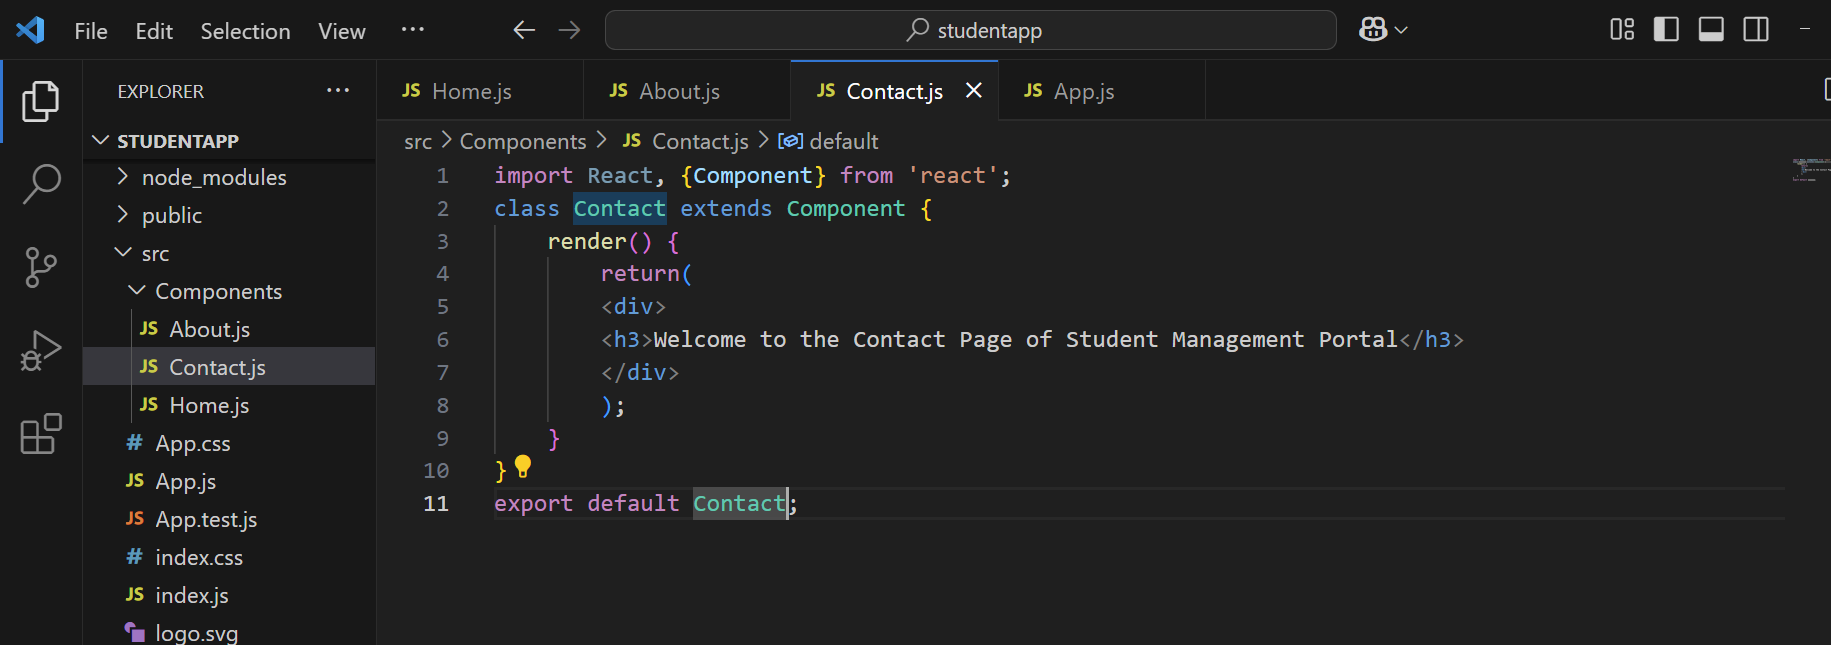 File Edit Selection View ··· studentapp
EXPLORER ···
STUDENTAPP
node_modules
public
src
Components
JS About.js
JS Contact.js
JS Home.js
# App.css
JS App.js
JS App.test.js
# index.css
JS index.js
logo.svg
JS Home.js JS About.js JS Contact.js JS App.js
src > Components > JS Contact.js > default
1 import React, {Component} from 'react';
2 class Contact extends Component {
3 render() {
4 return(
5 <div>
6 <h3>Welcome to the Contact Page of Student Management Portal</h3>
7 </div>
8 );
9 }
10 }
11 export default Contact;